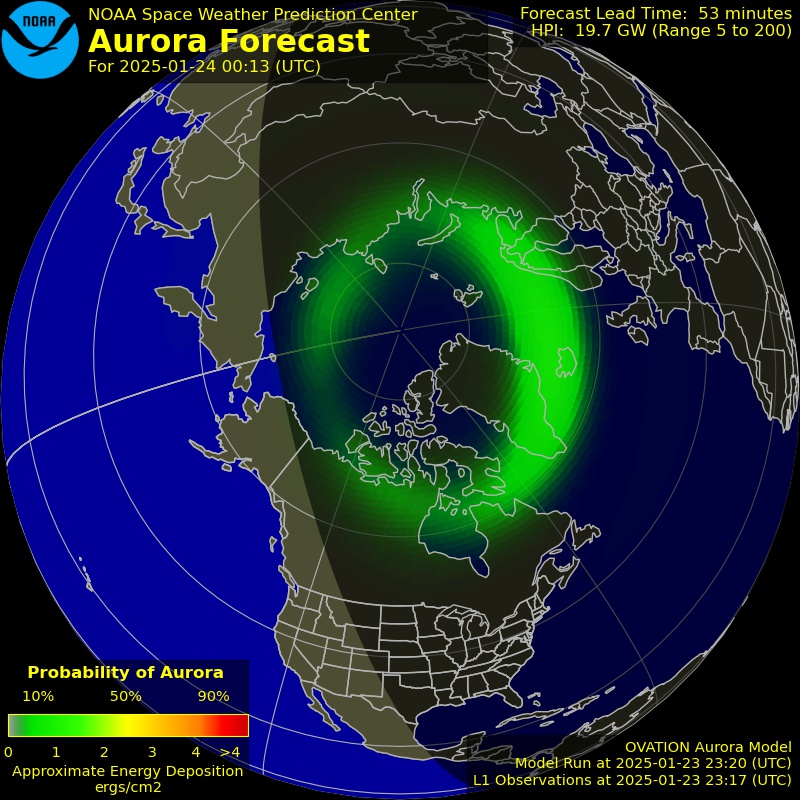 NOAA
NOAA Space Weather Prediction Center
Aurora Forecast
For 2025-01-24 00:13 (UTC)
Forecast Lead Time:  53 minutes
HPI:  19.7 GW (Range 5 to 200)
Probability of Aurora
10% 50% 90%
0 1 2 3 4 >4
Approximate Energy Deposition
ergs/cm2
OVATION Aurora Model
Model Run at 2025-01-23 23:20 (UTC)
L1 Observations at 2025-01-23 23:17 (UTC)